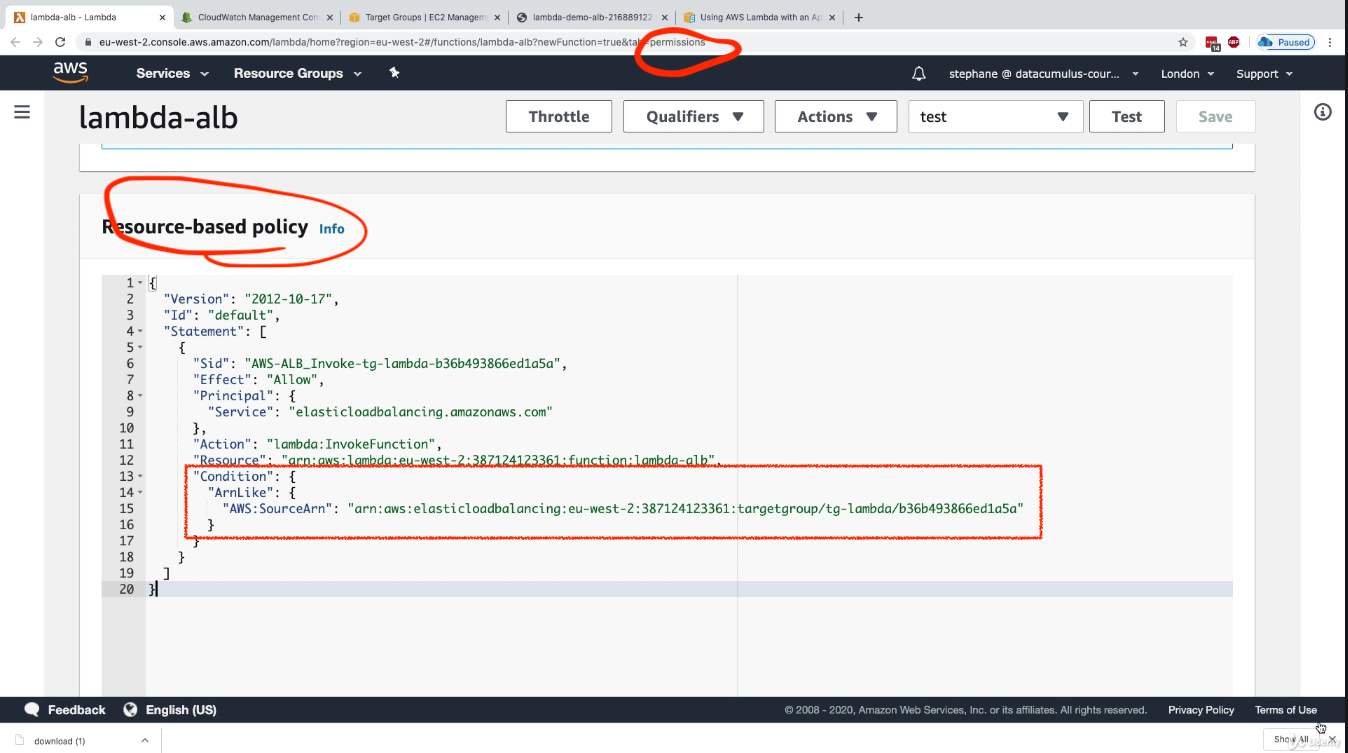 lambda-alb - Lambda
CloudWatch Management Con
Target Groups | EC2 Managem
lambda-demo-alb-216889122
Using AWS Lambda with an Ap
eu-west-2.console.aws.amazon.com/lambda/home?region=eu-west-2#/functions/lambda-alb?newFunction=true&tab=permissions
14
ABP
Paused
aws
Services
Resource Groups
stephane @ datacumulus-cour...
London
Support
lambda-alb
Throttle
Qualifiers
Actions
test
Test
Save
Resource-based policy Info
1 {
2 "Version": "2012-10-17",
3 "Id": "default",
4 "Statement": [
5 {
6 "Sid": "AWS-ALB_Invoke-tg-lambda-b36b493866ed1a5a",
7 "Effect": "Allow",
8 "Principal": {
9 "Service": "elasticloadbalancing.amazonaws.com"
10 },
11 "Action": "lambda:InvokeFunction",
12 "Resource": "arn:aws:lambda:eu-west-2:387124123361:function:lambda-alb",
13 "Condition": {
14 "ArnLike": {
15 "AWS:SourceArn": "arn:aws:elasticloadbalancing:eu-west-2:387124123361:targetgroup/tg-lambda/b36b493866ed1a5a"
16 }
17 }
18 }
19 ]
20 }
Feedback
English (US)
© 2008 - 2020, Amazon Web Services, Inc. or its affiliates. All rights reserved.
Privacy Policy
Terms of Use
download (1)
Show All
Udemy